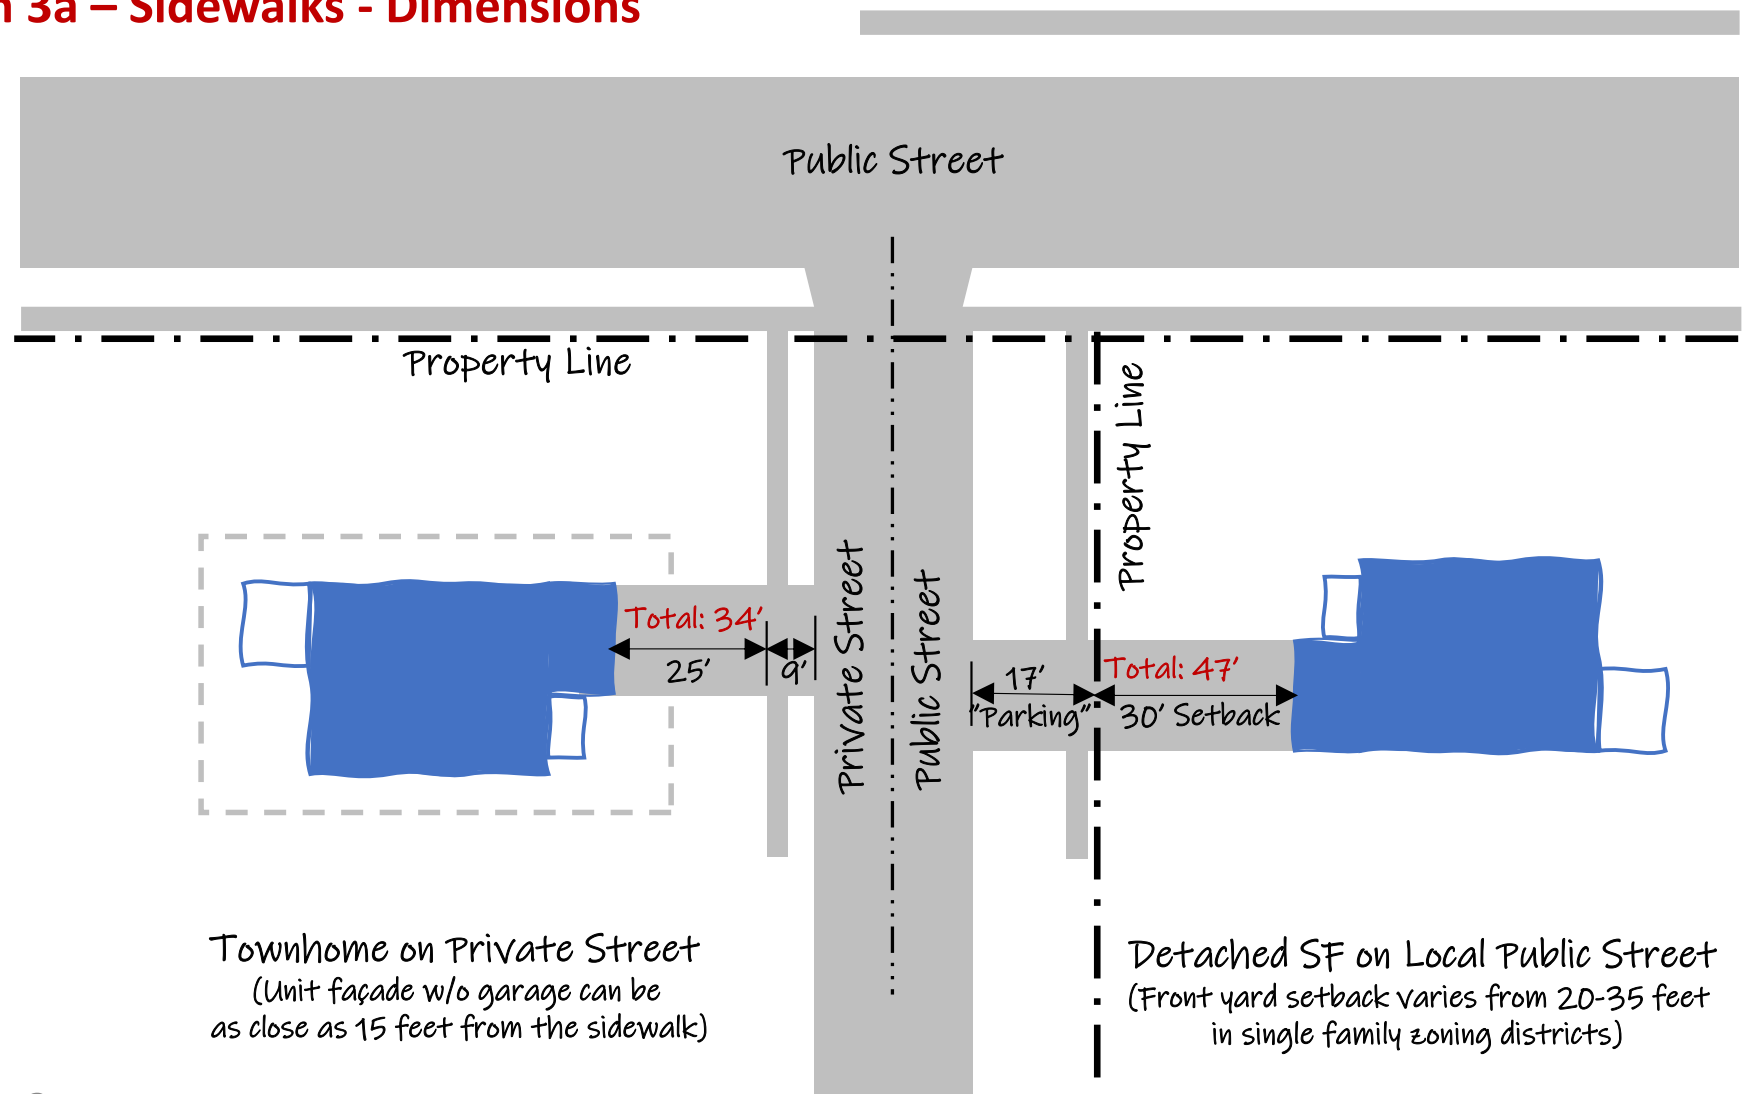 3a – Sidewalks - Dimensions
Public Street
Property Line
Property Line
Private Street
Public Street
Total: 34'
25'
9'
17'
"Parking"
Total: 47'
30' Setback
Townhome on Private Street
(Unit façade w/o garage can be
as close as 15 feet from the sidewalk)
Detached SF on Local Public Street
(Front yard setback varies from 20-35 feet
in single family zoning districts)